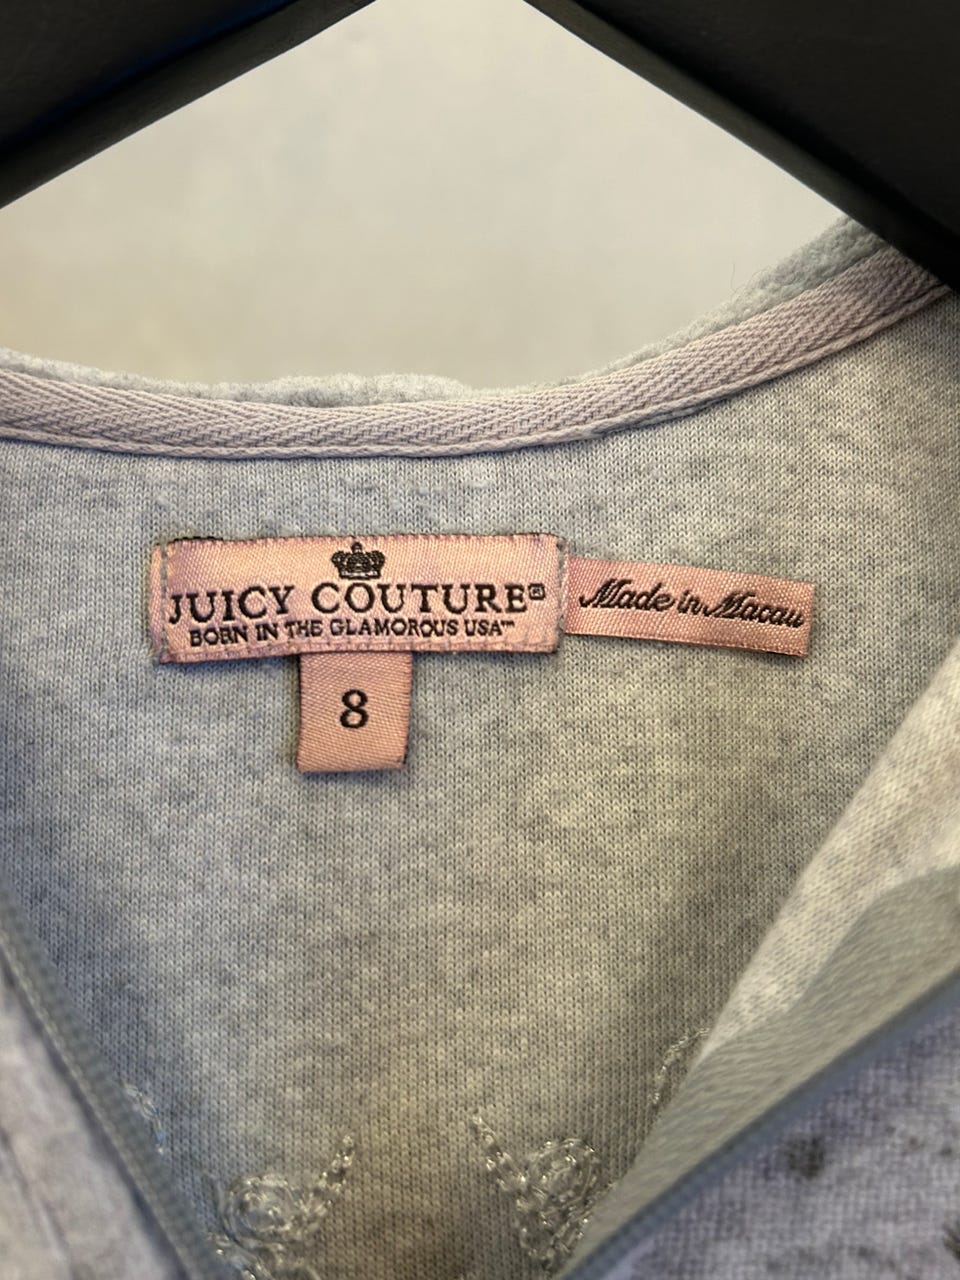 JUICY COUTURE®
BORN IN THE GLAMOROUS USA™
Made in Macau
8